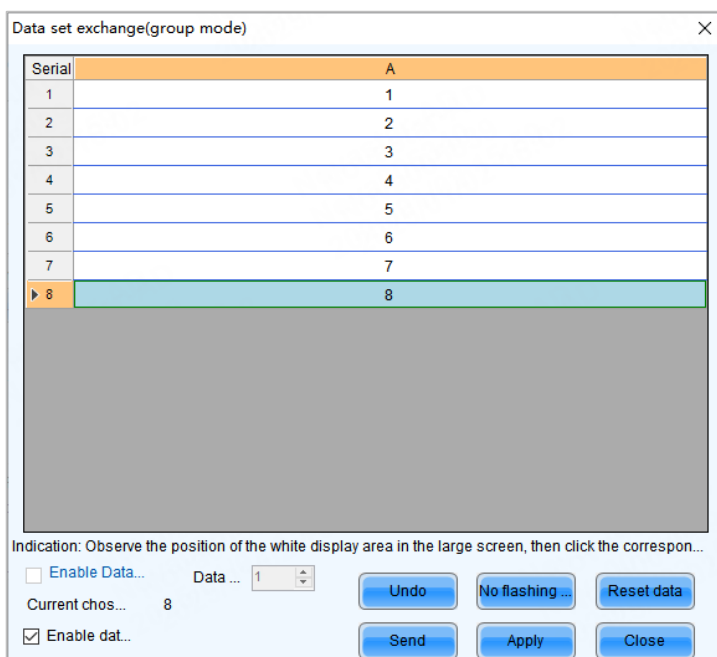 Data set exchange(group mode)
Serial A
1 1
2 2
3 3
4 4
5 5
6 6
7 7
8 8
Indication: Observe the position of the white display area in the large screen, then click the correspon...
Enable Data... Data ... 1 Undo No flashing ... Reset data
Current chos... 8
Enable dat... Send Apply Close